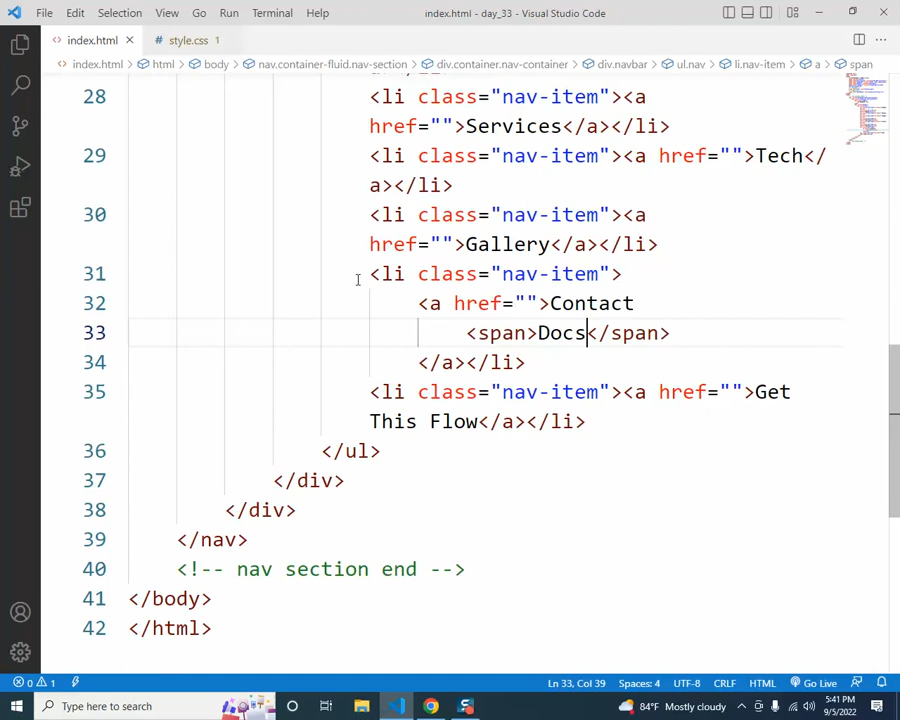 File Edit Selection View Go Run Terminal Help index.html - day_33 - Visual Studio Code
index.html style.css 1
index.html > html > body > nav.container-fluid.nav-section > div.container.nav-container > div.navbar > ul.nav > li.nav-item > a > span
28 <li class="nav-item"><a
href="">Services</a></li>
29 <li class="nav-item"><a href="">Tech</
a></li>
30 <li class="nav-item"><a
href="">Gallery</a></li>
31 <li class="nav-item">
32 <a href="">Contact
33 <span>Docs</span>
34 </a></li>
35 <li class="nav-item"><a href="">Get
This Flow</a></li>
36 </ul>
37 </div>
38 </div>
39 </nav>
40 <!-- nav section end -->
41 </body>
42 </html>
0 1 Ln 33, Col 39 Spaces: 4 UTF-8 CRLF HTML Go Live
Type here to search 84°F Mostly cloudy 5:41 PM
9/5/2022